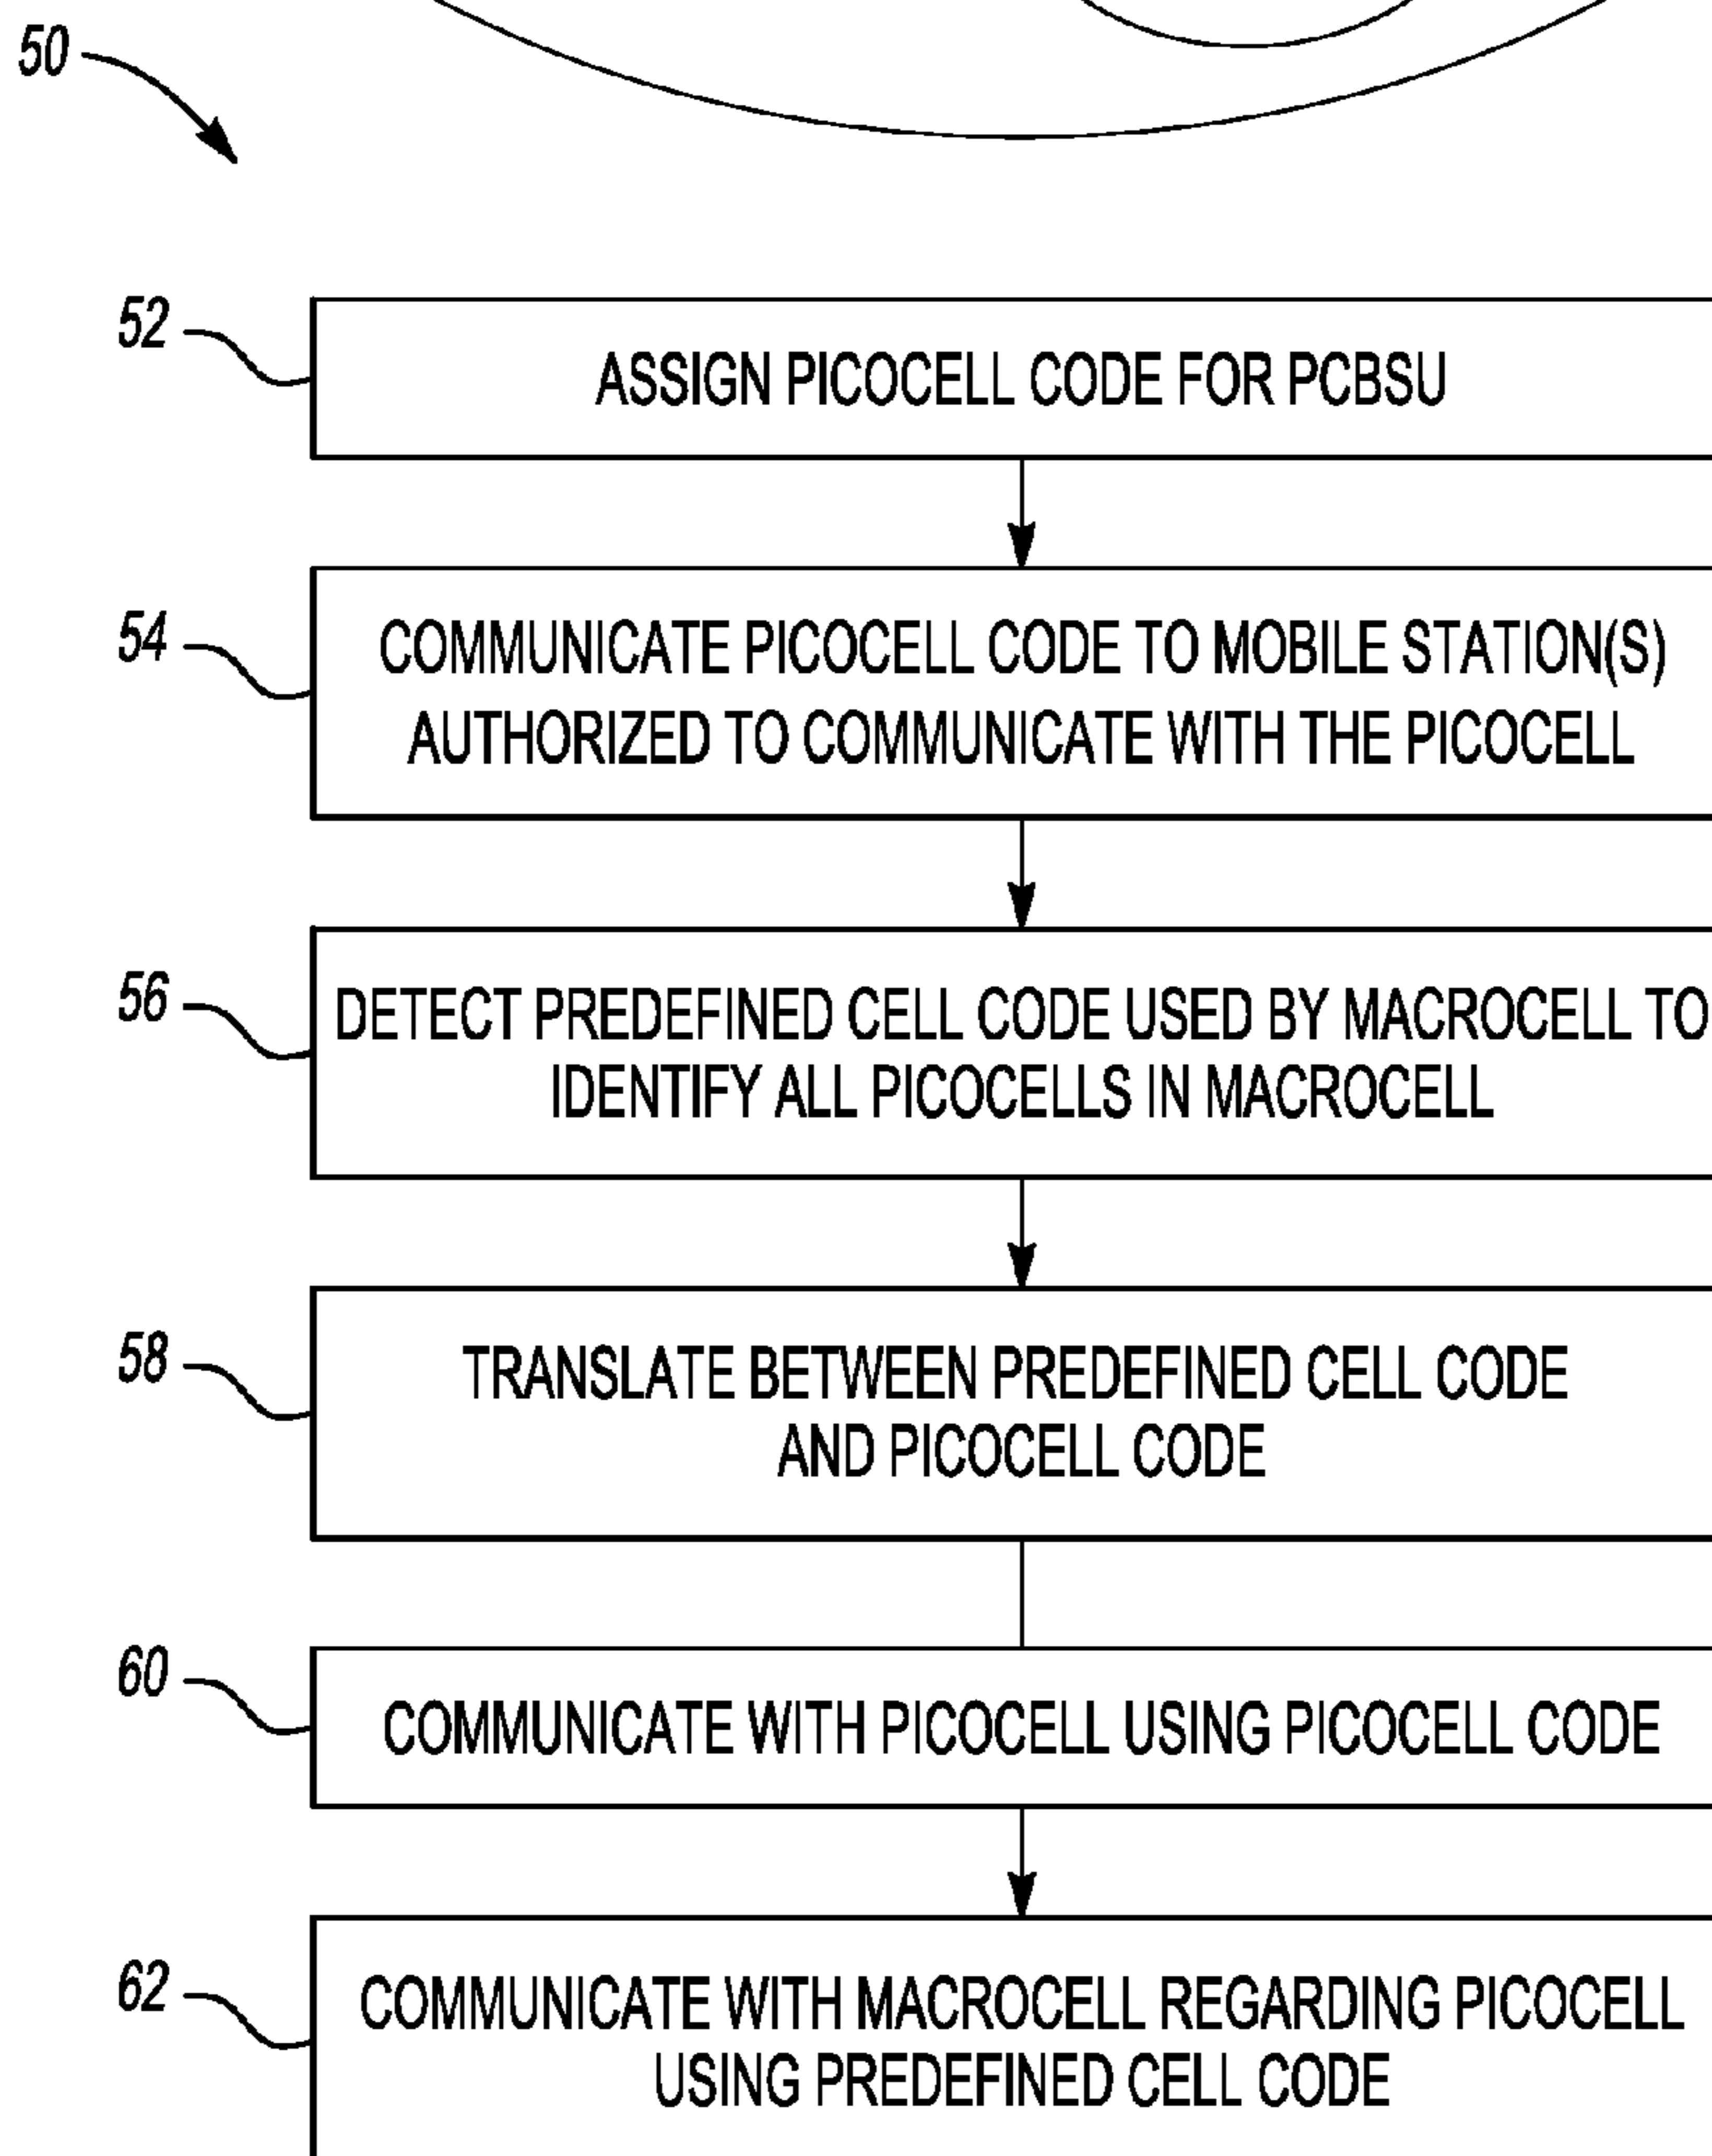 50
52
ASSIGN PICOCELL CODE FOR PCBSU
54
COMMUNICATE PICOCELL CODE TO MOBILE STATION(S)
AUTHORIZED TO COMMUNICATE WITH THE PICOCELL
56
DETECT PREDEFINED CELL CODE USED BY MACROCELL TO
IDENTIFY ALL PICOCELLS IN MACROCELL
58
TRANSLATE BETWEEN PREDEFINED CELL CODE
AND PICOCELL CODE
60
COMMUNICATE WITH PICOCELL USING PICOCELL CODE
62
COMMUNICATE WITH MACROCELL REGARDING PICOCELL
USING PREDEFINED CELL CODE